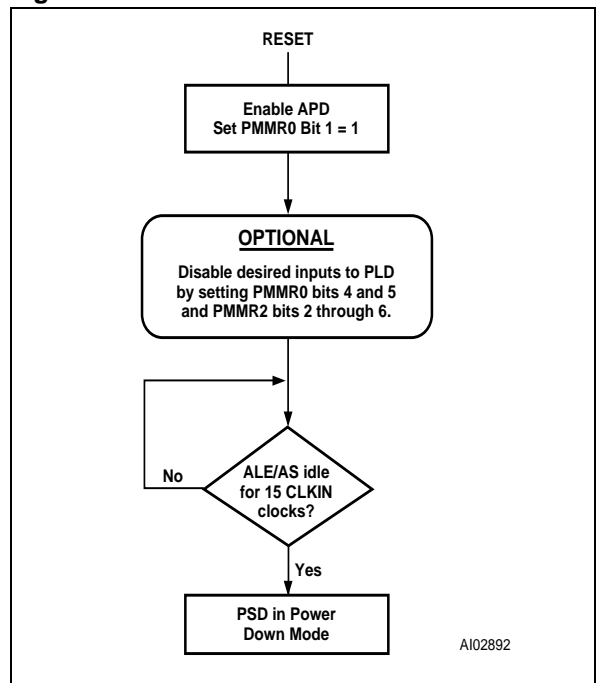 RESET
Enable APD
Set PMMR0 Bit 1 = 1
OPTIONAL
Disable desired inputs to PLD
by setting PMMR0 bits 4 and 5
and PMMR2 bits 2 through 6.
No
ALE/AS idle
for 15 CLKIN
clocks?
Yes
PSD in Power
Down Mode
AI02892